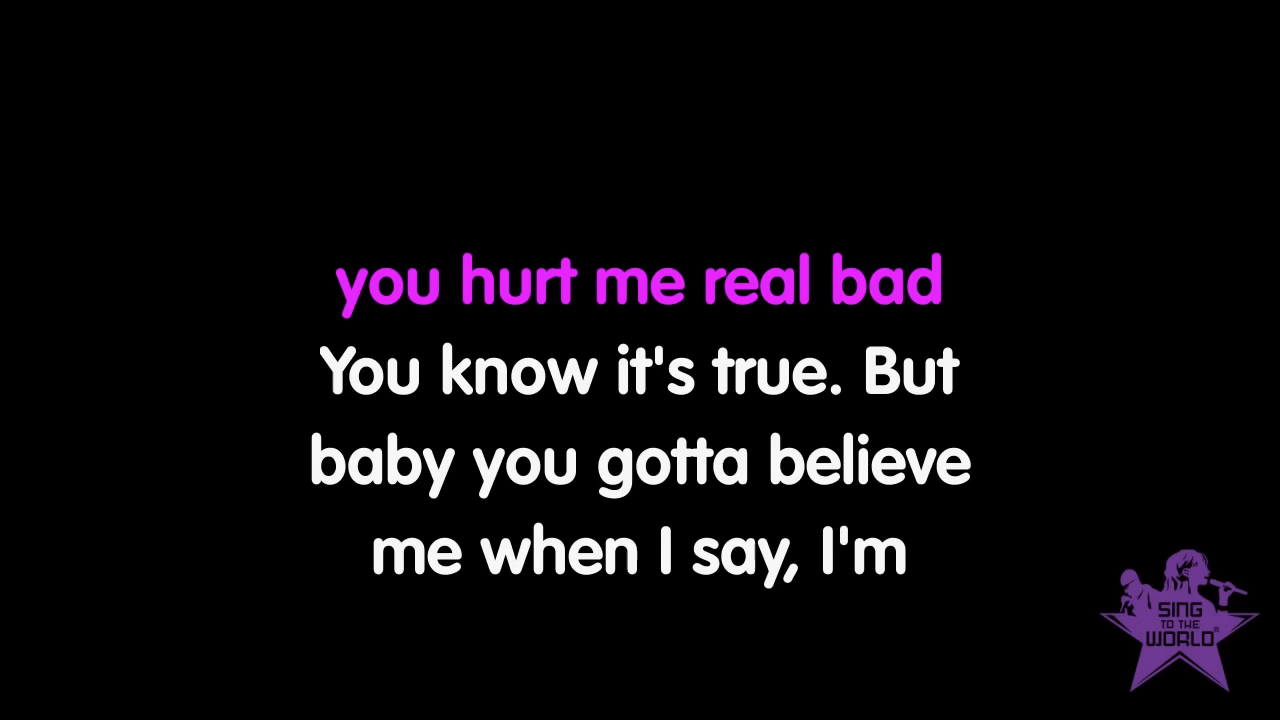 you hurt me real bad
You know it's true. But
baby you gotta believe
me when I say, I'm
SING
TO THE
WORLD®